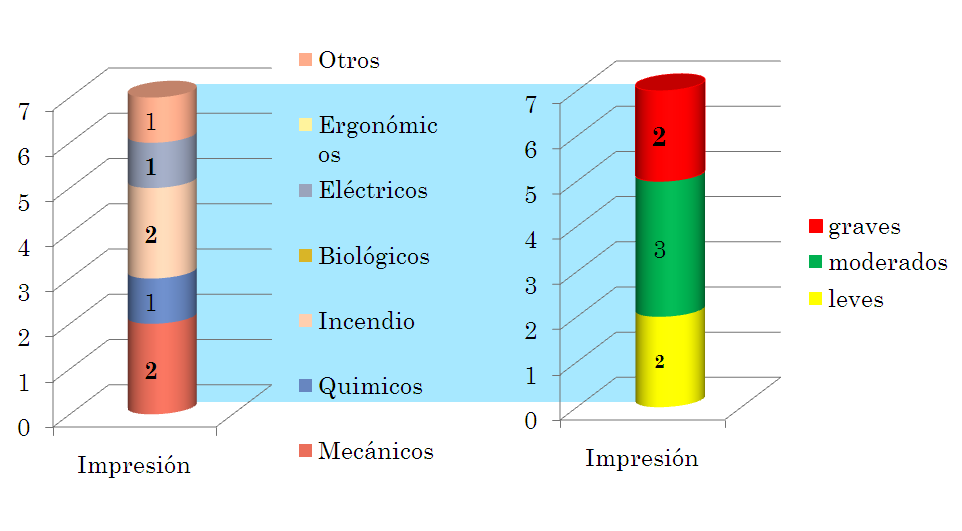 7
6
5
4
3
2
1
0
1
1
2
1
2
Impresión
Otros
Ergonómic
os
Eléctricos
Biológicos
Incendio
Quimicos
Mecánicos
7
6
5
4
3
2
1
0
2
3
2
Impresión
graves
moderados
leves